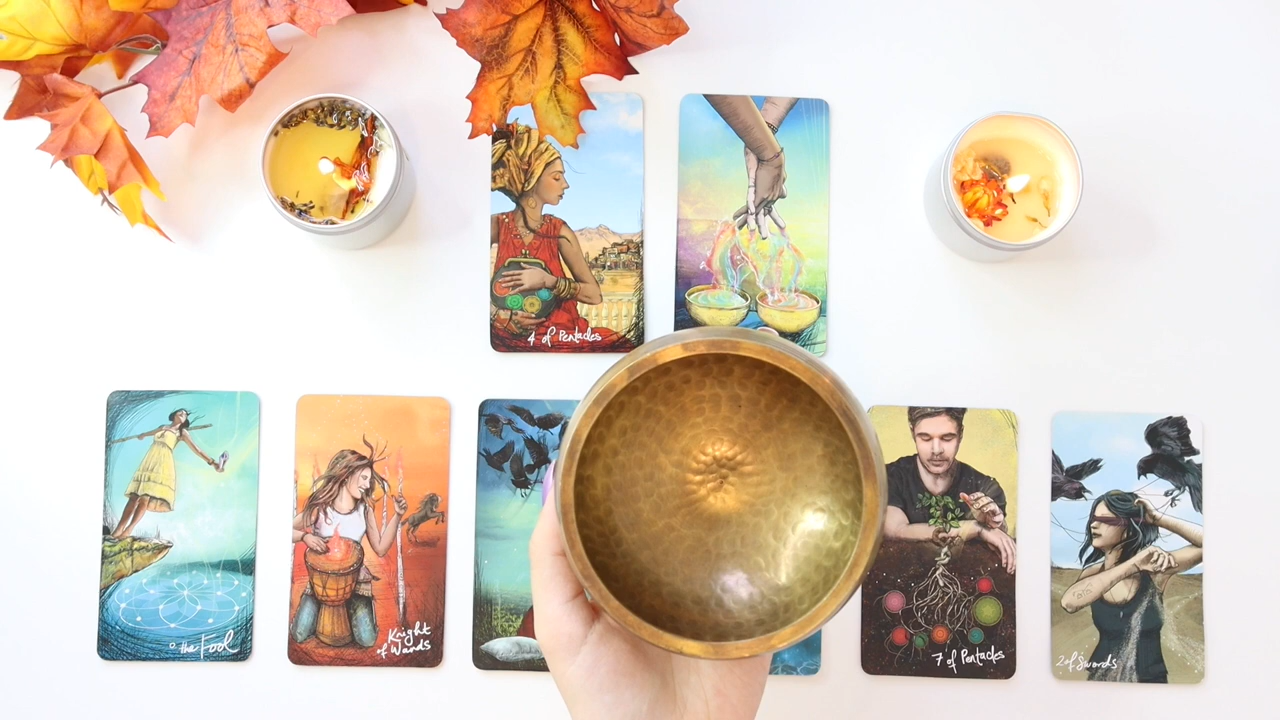 4 of Pentacles
0 the Fool
Knight
of Wands
7 of Pentacles
2 of Swords